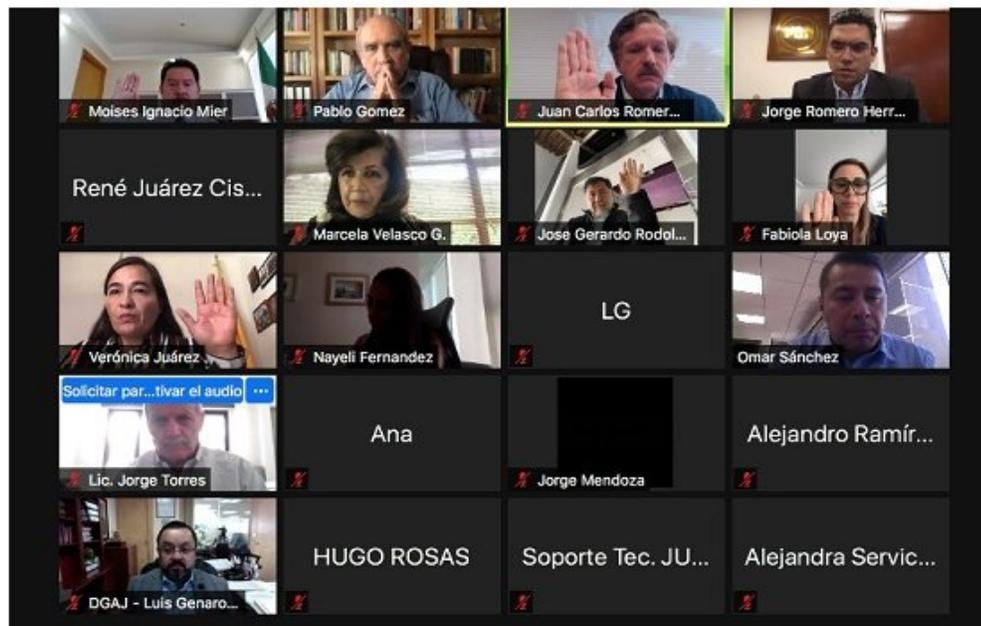 Moises Ignacio Mier
Pablo Gomez
Juan Carlos Romer...
Jorge Romero Herr...
René Juárez Cis...
Marcela Velasco G.
Jose Gerardo Rodol...
Fabiola Loya
Verónica Juárez
Nayeli Fernandez
LG
Omar Sánchez
Solicitar par...tivar el audio ...
Lic. Jorge Torres
Ana
Jorge Mendoza
Alejandro Ramír...
DGAJ - Luis Genaro...
HUGO ROSAS
Soporte Tec. JU...
Alejandra Servic...